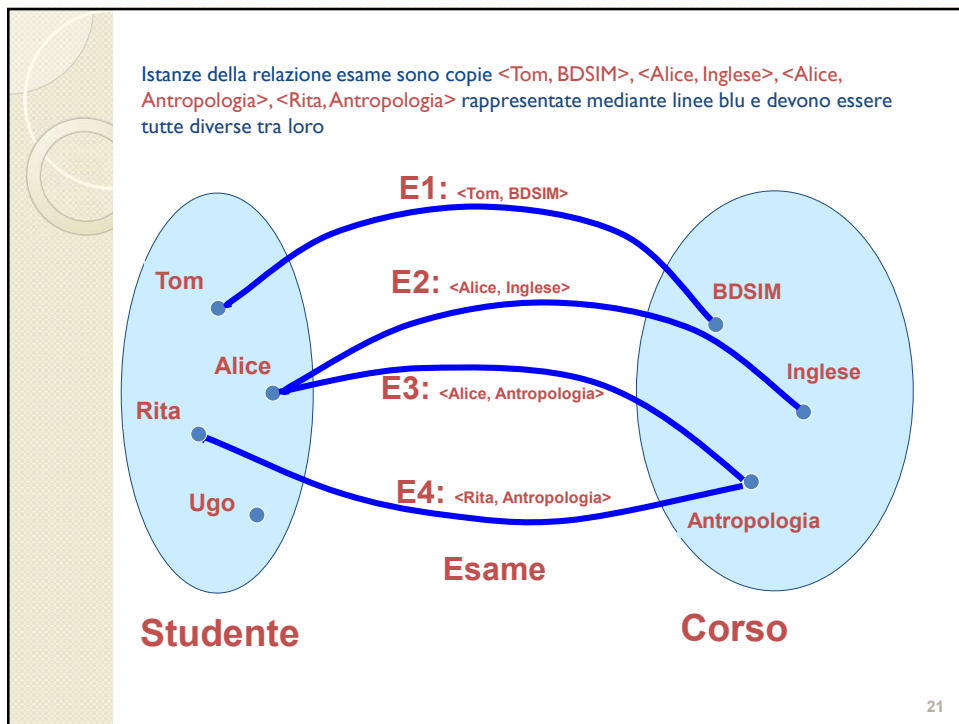 Istanze della relazione esame sono copie <Tom, BDSIM>, <Alice, Inglese>, <Alice,
Antropologia>, <Rita, Antropologia> rappresentate mediante linee blu e devono essere
tutte diverse tra loro
E1: <Tom, BDSIM>
Tom
E2: <Alice, Inglese>
BDSIM
Alice
Inglese
E3: <Alice, Antropologia>
Rita
E4: <Rita, Antropologia>
Ugo
Antropologia
Esame
Studente
Corso
21